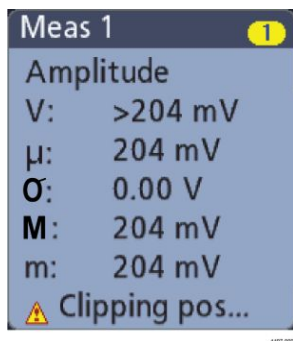 Meas 1 1
Amplitude
V: >204 mV
μ: 204 mV
σ: 0.00 V
M: 204 mV
m: 204 mV
Clipping pos...